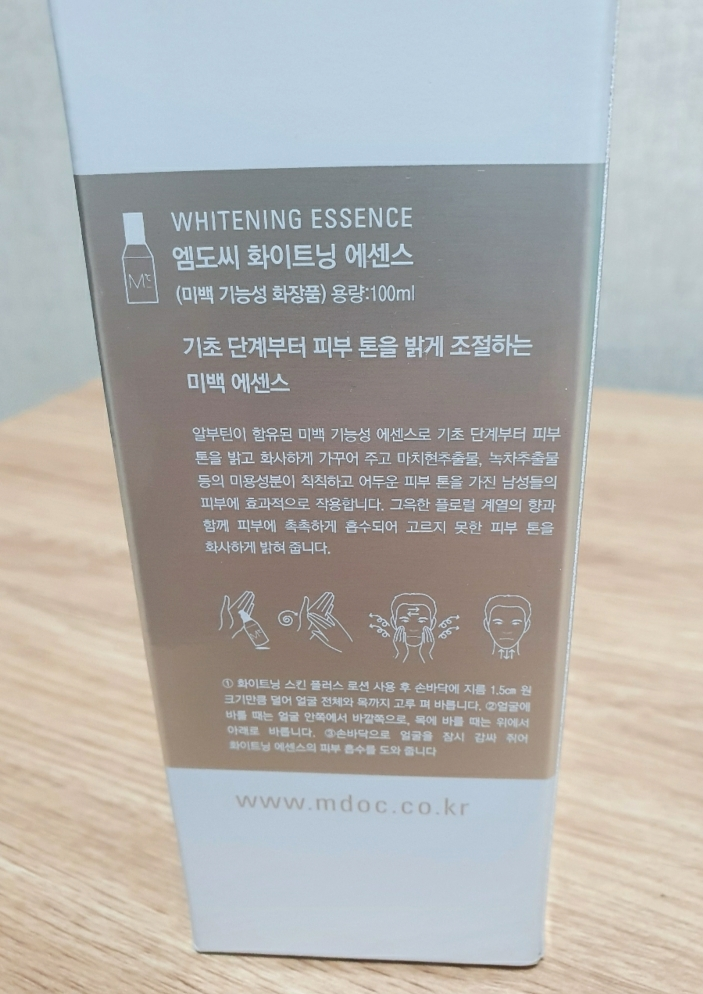 WHITENING ESSENCE
엠도씨 화이트닝 에센스
(미백 기능성 화장품) 용량:100ml
기초 단계부터 피부 톤을 밝게 조절하는
미백 에센스
알부틴이 함유된 미백 기능성 에센스로 기초 단계부터 피부
톤을 밝고 화사하게 가꾸어 주고 마치현추출물, 녹차추출물
등의 미용성분이 칙칙하고 어두운 피부 톤을 가진 남성들의
피부에 효과적으로 작용합니다. 그윽한 플로럴 계열의 향과
함께 피부에 촉촉하게 흡수되어 고르지 못한 피부 톤을
화사하게 밝혀 줍니다.
① 화이트닝 스킨 플러스 로션 사용 후 손바닥에 지름 1.5㎝ 원
크기만큼 덜어 얼굴 전체와 목까지 고루 펴 바릅니다. ②얼굴에
바를 때는 얼굴 안쪽에서 바깥쪽으로, 목에 바를 때는 위에서
아래로 바릅니다. ③손바닥으로 얼굴을 잠시 감싸 쥐어
화이트닝 에센스의 피부 흡수를 도와 줍니다
www.mdoc.co.kr